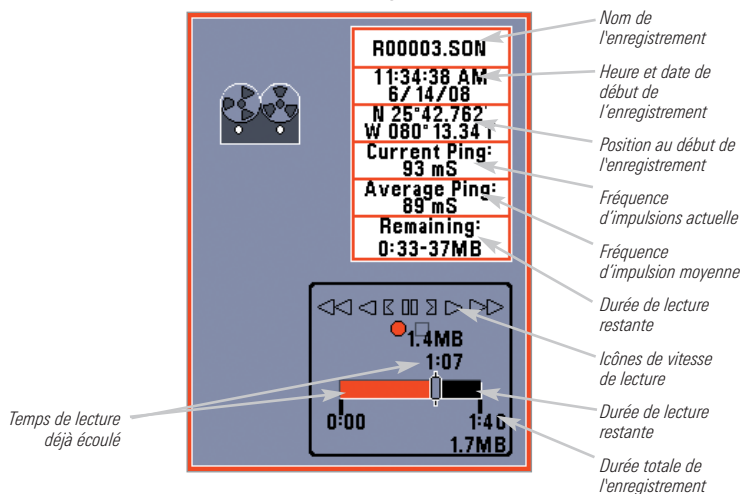 R00003.SON
11:34:38 AM
6/14/08
N 25°42.762'
W 080°13.341'
Current Ping:
93 mS
Average Ping:
89 mS
Remaining:
0:33-37MB
1.4MB
1:07
0:00
1:40
1.7MB
Nom de
l'enregistrement
Heure et date de
début de
l’enregistrement
Position au début de
l'enregistrement
Fréquence
d’impulsions actuelle
Fréquence
d’impulsion moyenne
Durée de lecture
restante
Icônes de vitesse
de lecture
Durée de lecture
restante
Durée totale de
l'enregistrement
Temps de lecture
déjà écoulé